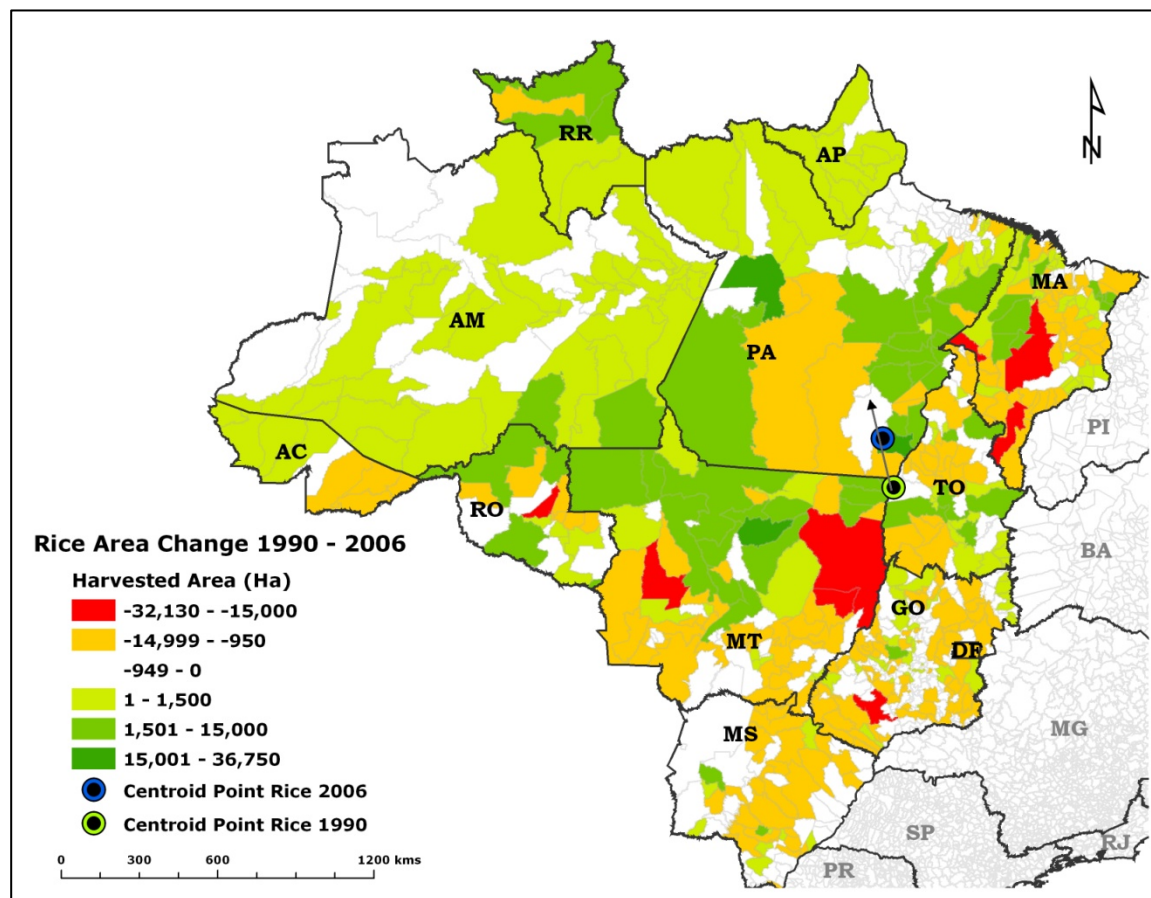 RR
AP
N
MA
AM
PA
PI
AC
TO
RO
BA
Rice Area Change 1990 - 2006
Harvested Area (Ha)
-32,130 - -15,000
-14,999 - -950
-949 - 0
1 - 1,500
1,501 - 15,000
15,001 - 36,750
Centroid Point Rice 2006
Centroid Point Rice 1990
0 300 600 1200 kms
GO
MT
DF
MS
MG
SP
RJ
PR